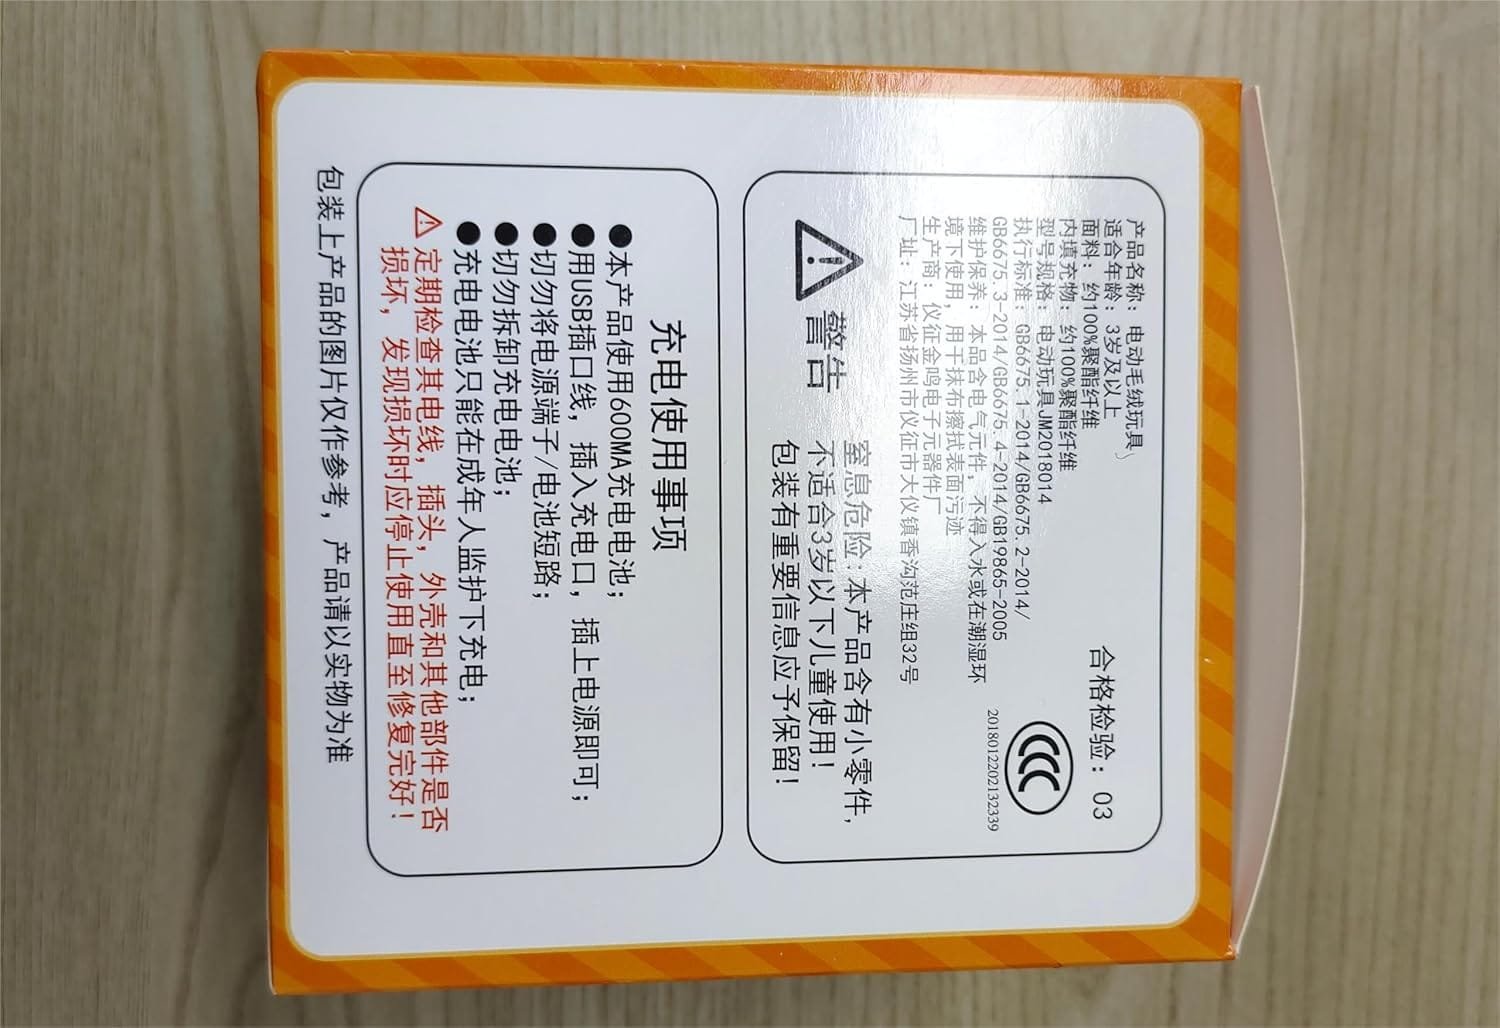 产品名称：电动毛绒玩具
适合年龄：3岁及以上
面料：约100%聚酯纤维
内填充物：约100%聚酯纤维
型号规格：电动玩具JM2018014
执行标准：GB6675.1-2014/GB6675.2-2014/
GB6675.3-2014/GB6675.4-2014/GB19865-2005
维护保养：本品含电气元件，不得入水或在潮湿环
境下使用，用干抹布擦拭表面污迹
生产商：仪征金鸣电子元器件厂
厂址：江苏省扬州市仪征市大仪镇香沟范庄组32号
合格检验：03
CCC
2018012202132339
警告
窒息危险:本产品含有小零件，
不适合3岁以下儿童使用！
包装有重要信息应予保留！
充电使用事项
●本产品使用600MA充电电池；
●用USB插口线，插入充电口，插上电源即可；
●切勿将电源端子/电池短路；
●切勿拆卸充电电池；
●充电电池只能在成年人监护下充电；
定期检查其电线，插头，外壳和其他部件是否
损坏，发现损坏时应停止使用直至修复完好！
包装上产品的图片仅作参考，产品请以实物为准